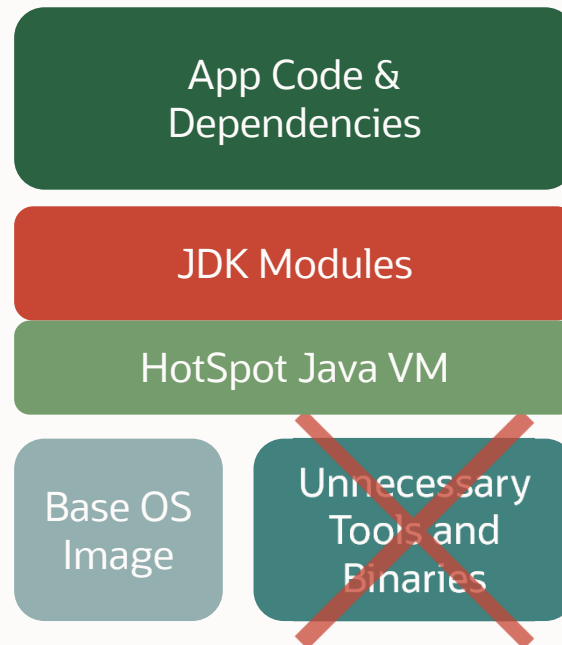 App Code &
Dependencies
JDK Modules
HotSpot Java VM
Base OS
Image
Unnecessary
Tools and
Binaries